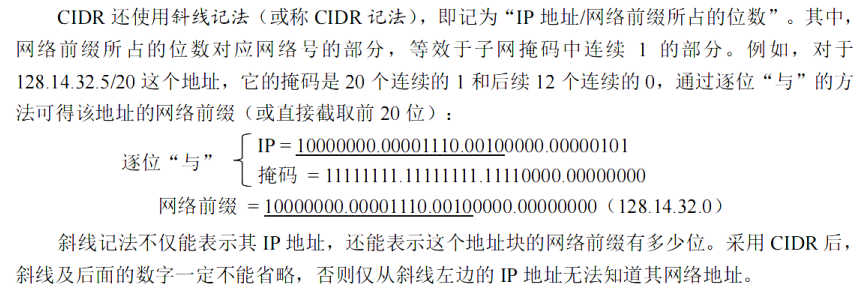 CIDR 还使用斜线记法（或称 CIDR 记法），即记为“IP 地址/网络前缀所占的位数”。其中，
网络前缀所占的位数对应网络号的部分，等效于子网掩码中连续 1 的部分。例如，对于
128.14.32.5/20 这个地址，它的掩码是 20 个连续的 1 和后续 12 个连续的 0，通过逐位“与”的方
法可得该地址的网络前缀（或直接截取前 20 位）：
IP = 10000000.00001110.00100000.00000101
逐位“与”
掩码 = 11111111.11111111.11110000.00000000
网络前缀 = 10000000.00001110.00100000.00000000（128.14.32.0）
斜线记法不仅能表示其 IP 地址，还能表示这个地址块的网络前缀有多少位。采用 CIDR 后，
斜线及后面的数字一定不能省略，否则仅从斜线左边的 IP 地址无法知道其网络地址。